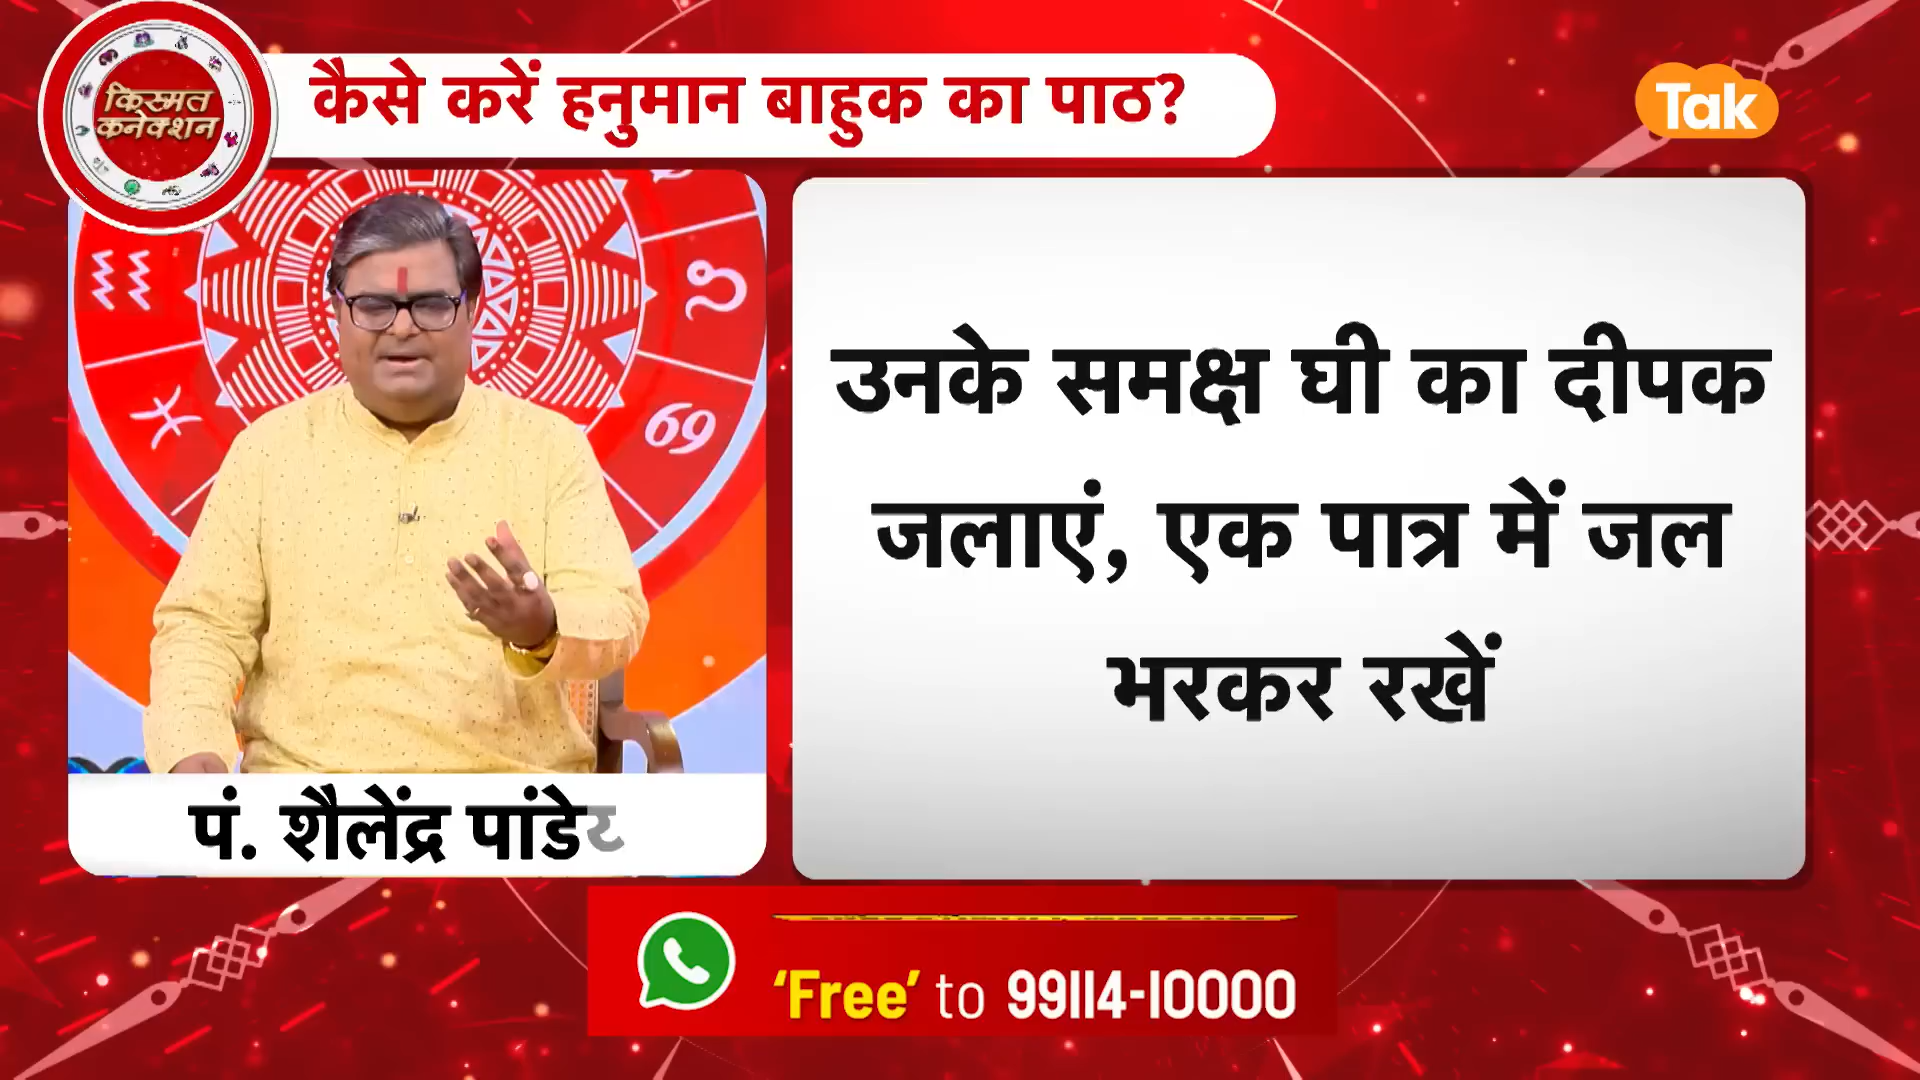 किस्मत
कनेक्शन
कैसे करें हनुमान बाहुक का पाठ?
Tak
उनके समक्ष घी का दीपक
जलाएं, एक पात्र में जल
भरकर रखें
पं. शैलेंद्र पांडे
'Free' to 99114-10000